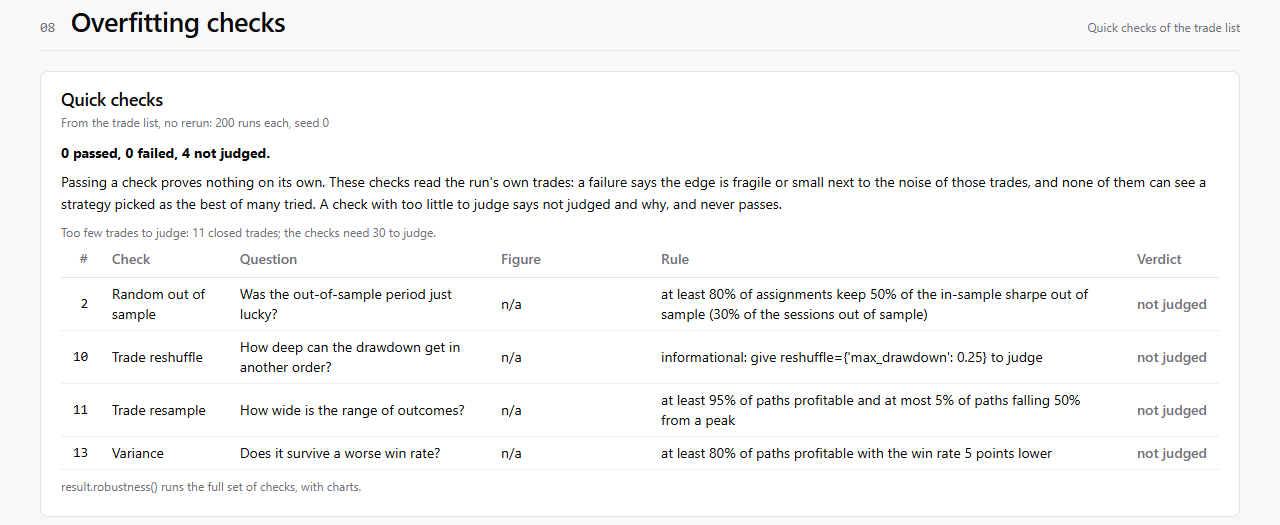 08 Overfitting checks
Quick checks of the trade list
Quick checks
From the trade list, no rerun: 200 runs each, seed 0
0 passed, 0 failed, 4 not judged.
Passing a check proves nothing on its own. These checks read the run's own trades: a failure says the edge is fragile or small next to the noise of those trades, and none of them can see a
strategy picked as the best of many tried. A check with too little to judge says not judged and why, and never passes.
Too few trades to judge: 11 closed trades; the checks need 30 to judge.
# Check Question Figure Rule Verdict
2 Random out of sample Was the out-of-sample period just lucky? n/a at least 80% of assignments keep 50% of the in-sample sharpe out of sample (30% of the sessions out of sample) not judged
10 Trade reshuffle How deep can the drawdown get in another order? n/a informational: give reshuffle={'max_drawdown': 0.25} to judge not judged
11 Trade resample How wide is the range of outcomes? n/a at least 95% of paths profitable and at most 5% of paths falling 50% from a peak not judged
13 Variance Does it survive a worse win rate? n/a at least 80% of paths profitable with the win rate 5 points lower not judged
result.robustness() runs the full set of checks, with charts.